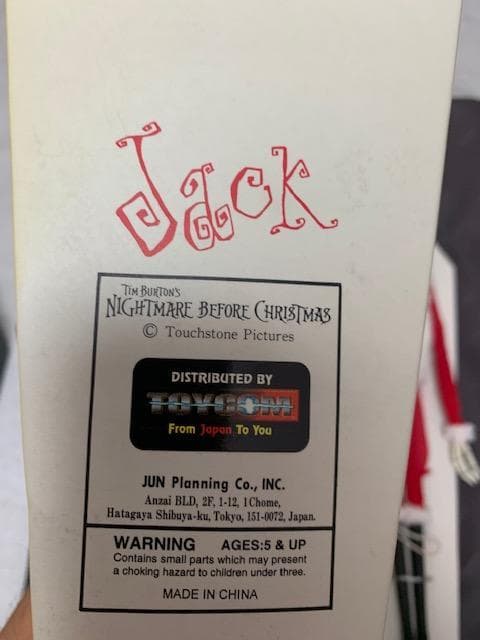 Jack
TIM BURTON'S
NIGHTMARE BEFORE CHRISTMAS
© Touchstone Pictures
DISTRIBUTED BY
TOYCOM
From Japan To You
JUN Planning Co., INC.
Anzai BLD, 2F, 1-12, 1Chome,
Hatagaya Shibuya-ku, Tokyo, 151-0072, Japan.
WARNING AGES:5 & UP
Contains small parts which may present
a choking hazard to children under three.
MADE IN CHINA